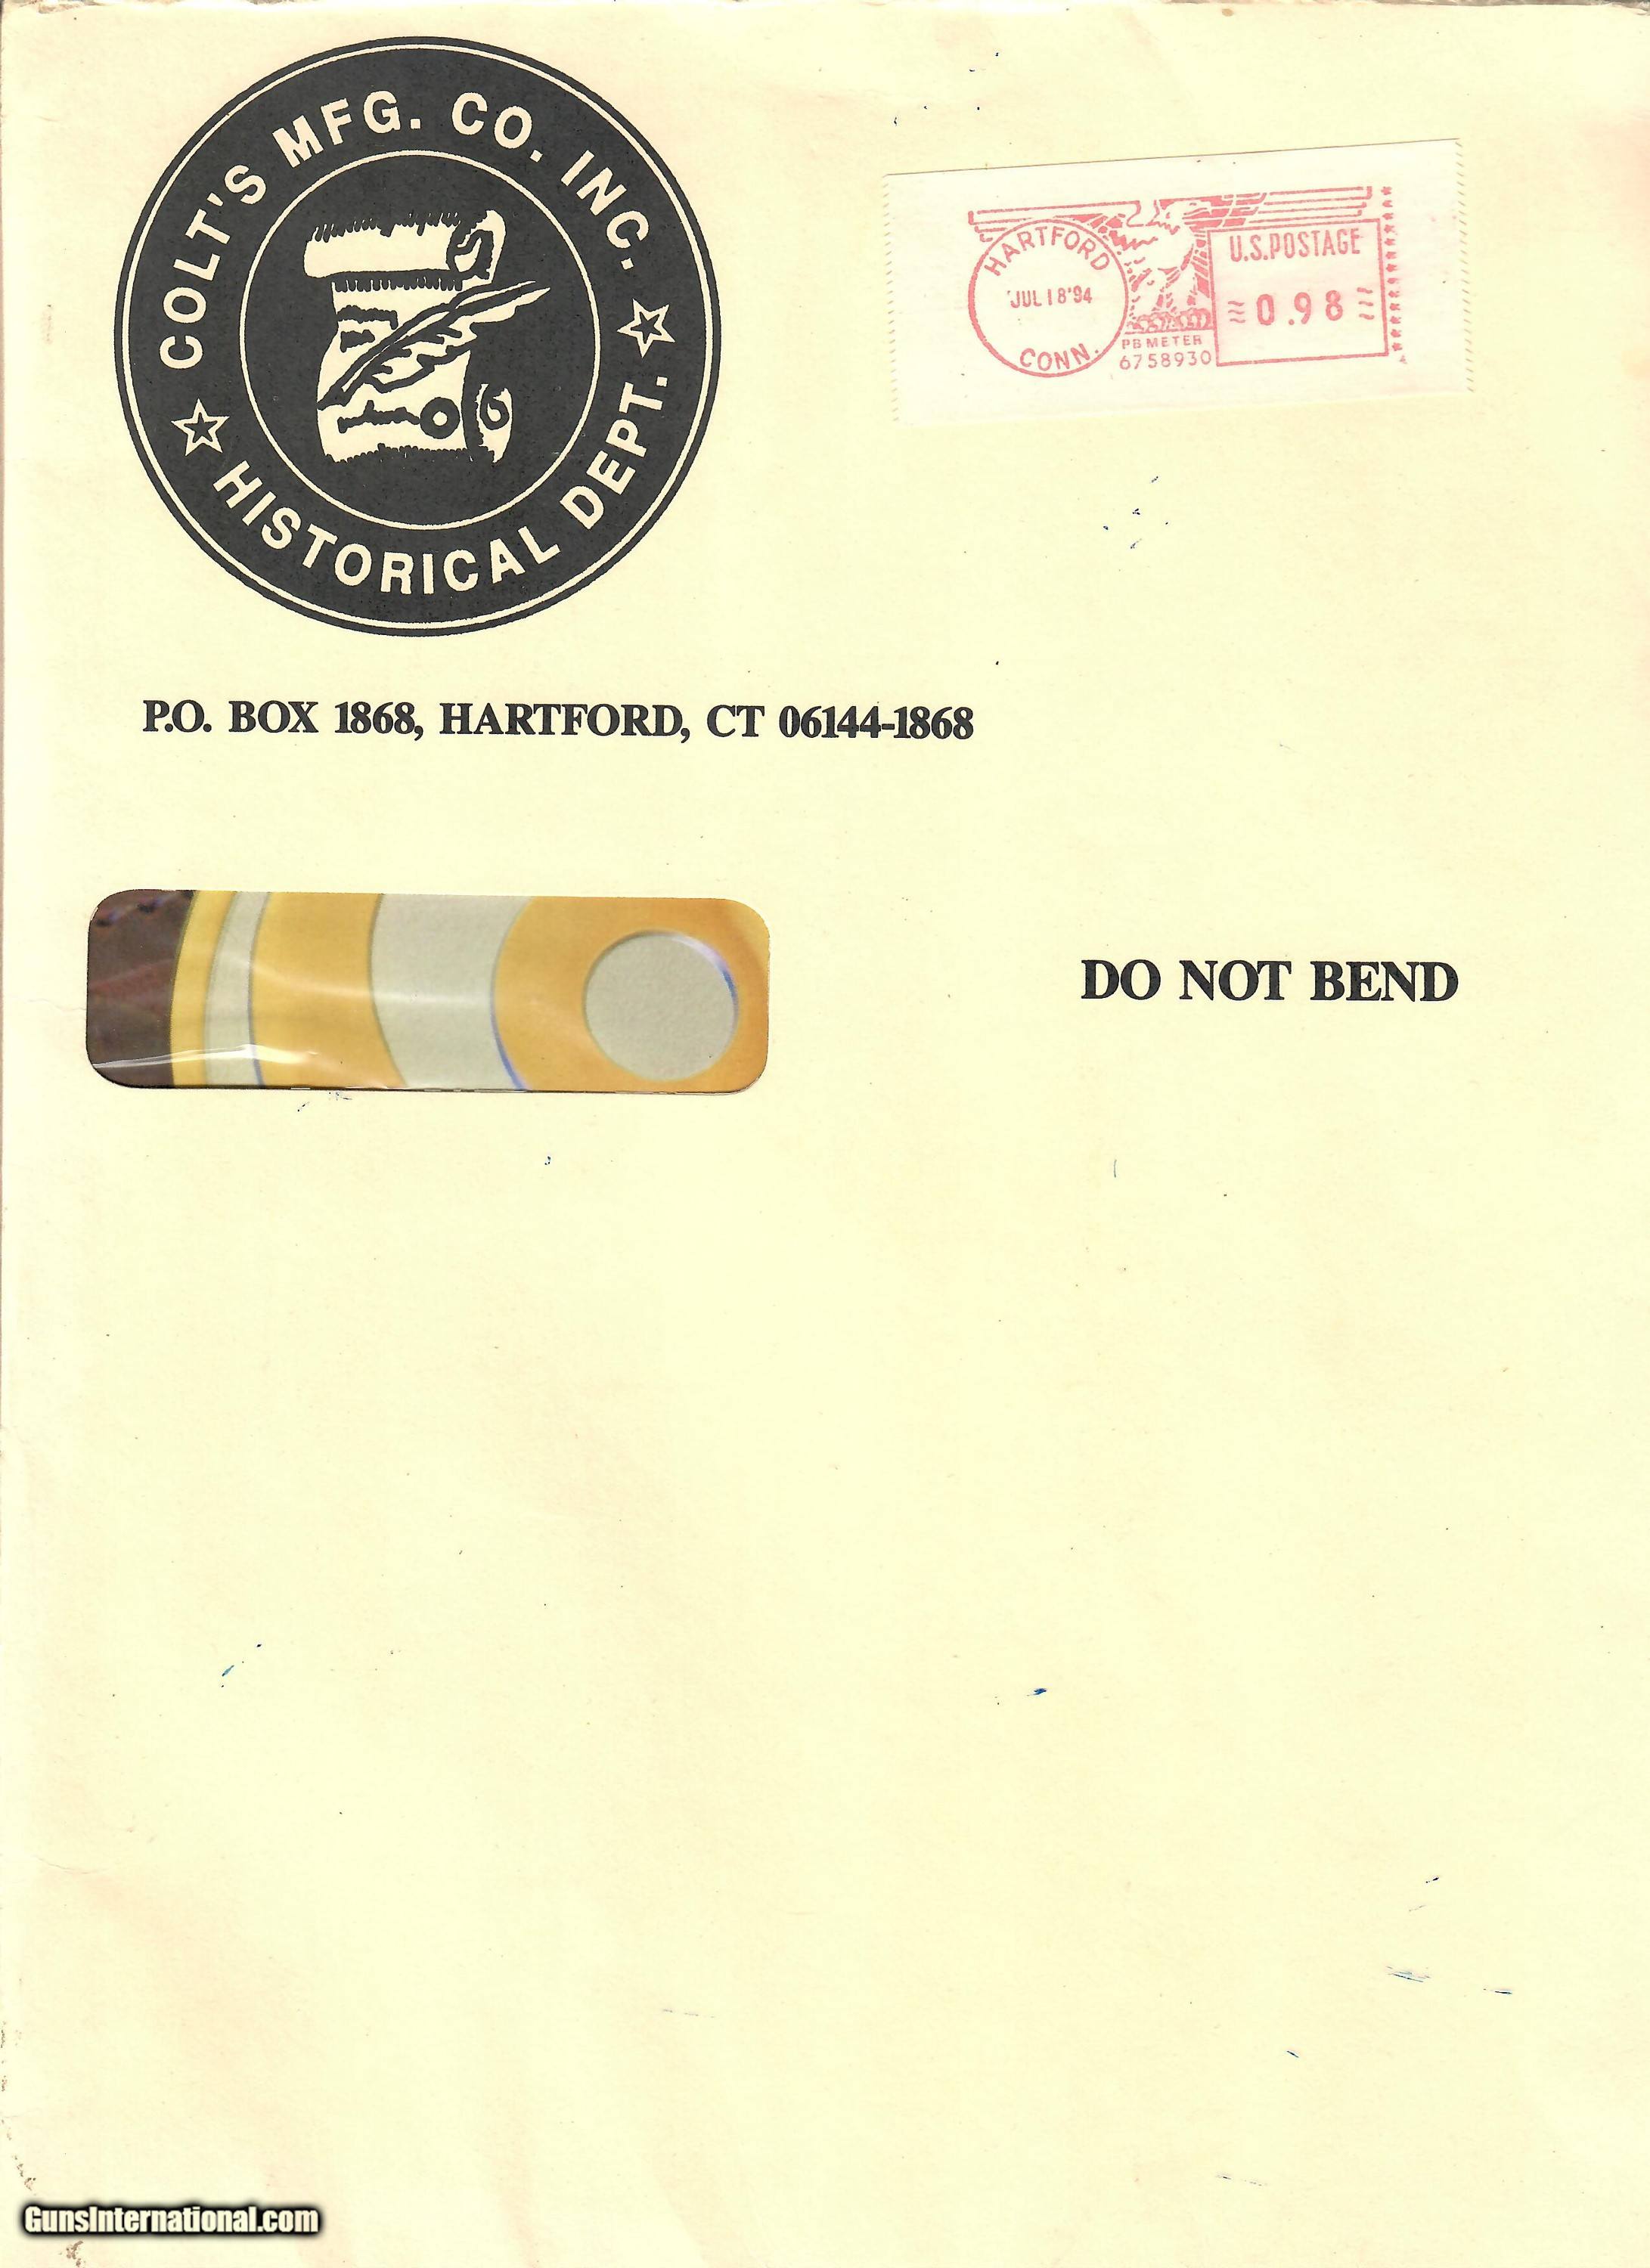 COLT'S MFG. CO. INC.
HISTORICAL DEPT.
HARTFORD
JUL 18 '94
CONN.
PB METER
6758930
U.S. POSTAGE
0.98
P.O. BOX 1868, HARTFORD, CT 06144-1868
DO NOT BEND
GunsInternational.com